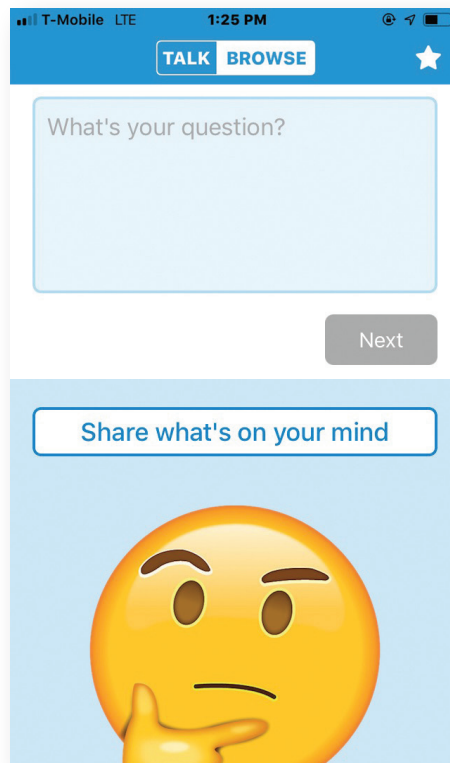 T-Mobile LTE 1:25 PM
TALK BROWSE
What's your question?
Next
Share what's on your mind